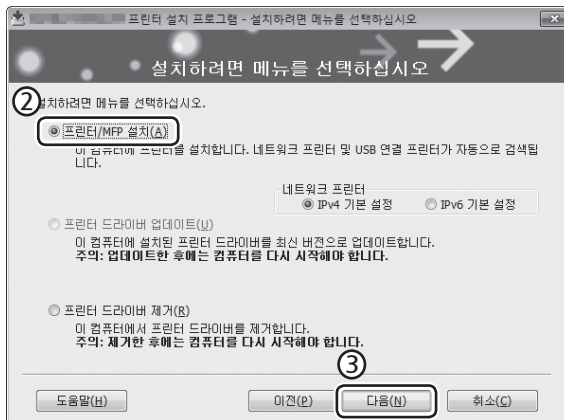 프린터 설치 프로그램 - 설치하려면 메뉴를 선택하십시오
설치하려면 메뉴를 선택하십시오
②
설치하려면 메뉴를 선택하십시오.
프린터/MFP 설치(A)
이 컴퓨터에 프린터를 설치합니다. 네트워크 프린터 및 USB 연결 프린터가 자동으로 검색됩
니다.
네트워크 프린터
IPv4 기본 설정 IPv6 기본 설정
프린터 드라이버 업데이트(U)
이 컴퓨터에 설치된 프린터 드라이버를 최신 버전으로 업데이트합니다.
주의: 업데이트한 후에는 컴퓨터를 다시 시작해야 합니다.
프린터 드라이버 제거(R)
이 컴퓨터에서 프린터 드라이버를 제거합니다.
주의: 제거한 후에는 컴퓨터를 다시 시작해야 합니다.
③
도움말(H) 이전(P) 다음(N) 취소(C)